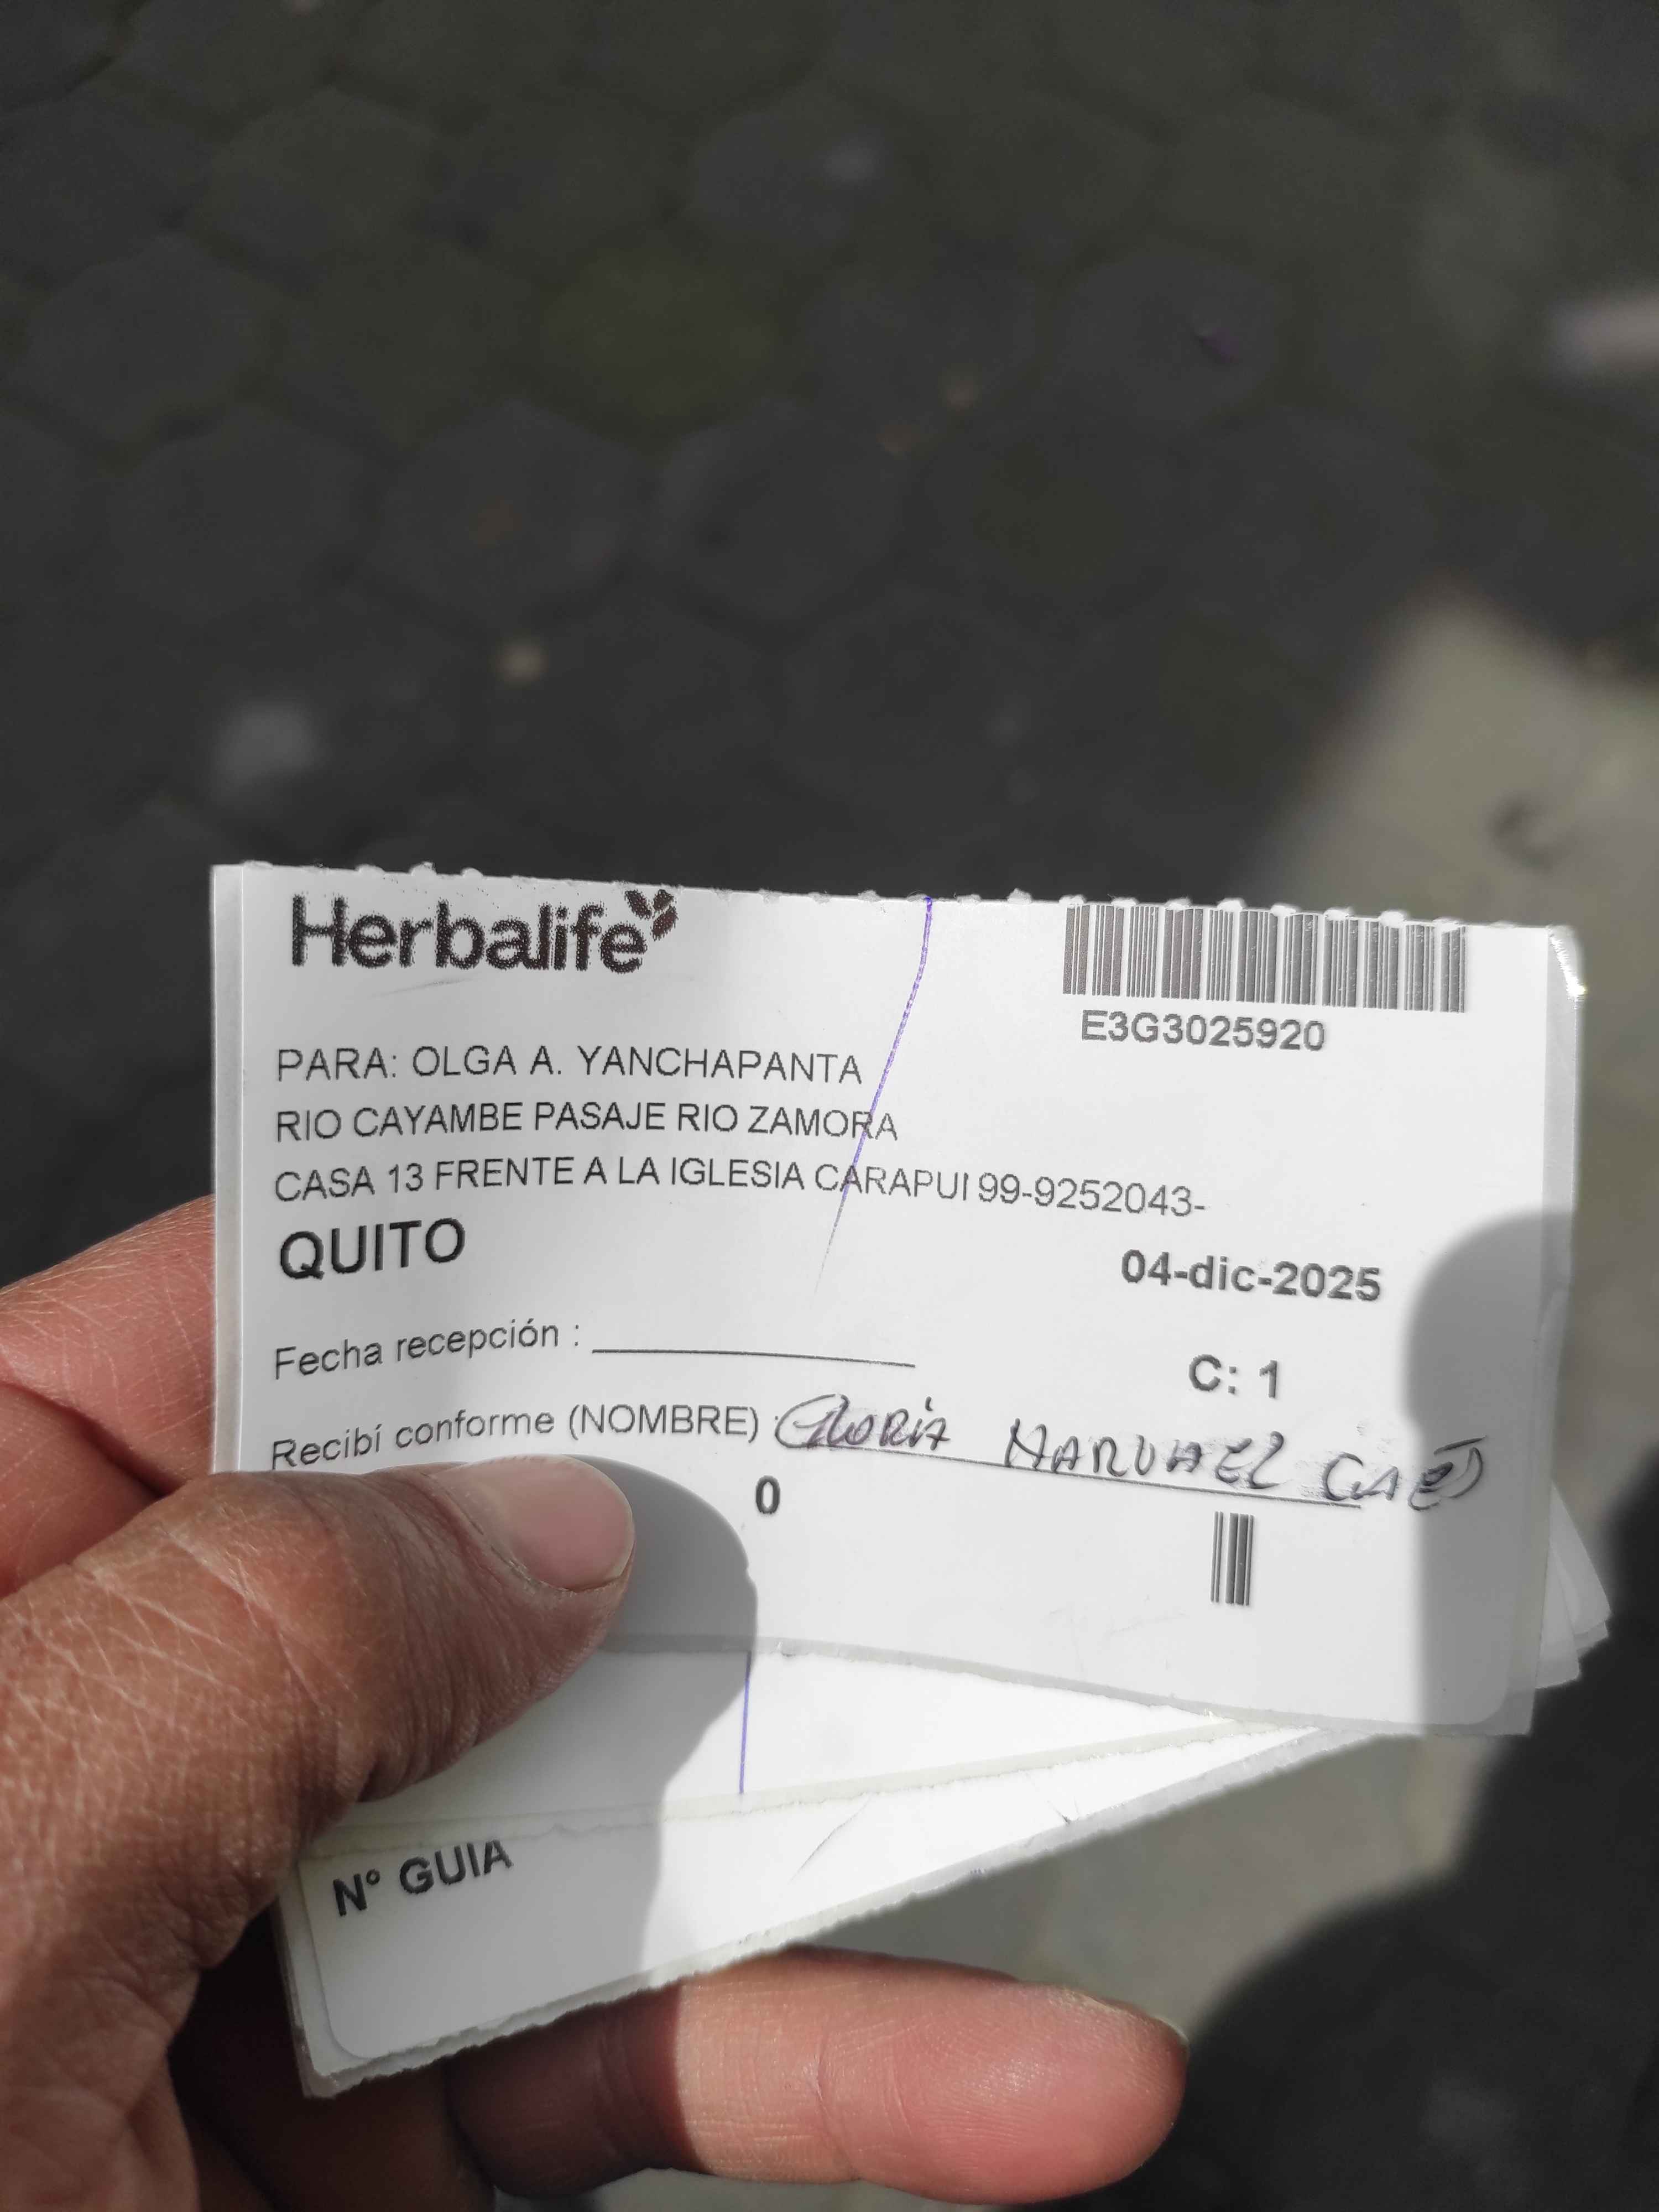 Herbalife
E3G3025920
PARA: OLGA A. YANCHAPANTA
RIO CAYAMBE PASAJE RIO ZAMORA
CASA 13 FRENTE A LA IGLESIA CARAPUI 99-9252043-
QUITO
04-dic-2025
Fecha recepción :
C: 1
Recibí conforme (NOMBRE) GLORIA
0
N° GUIA